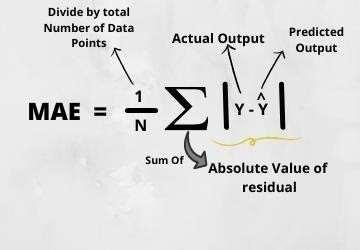 Divide by total
Number of Data
Points
Actual Output
Predicted
Output
MAE = 1/N ∑ |Y - Ŷ|
Sum Of
Absolute Value of
residual